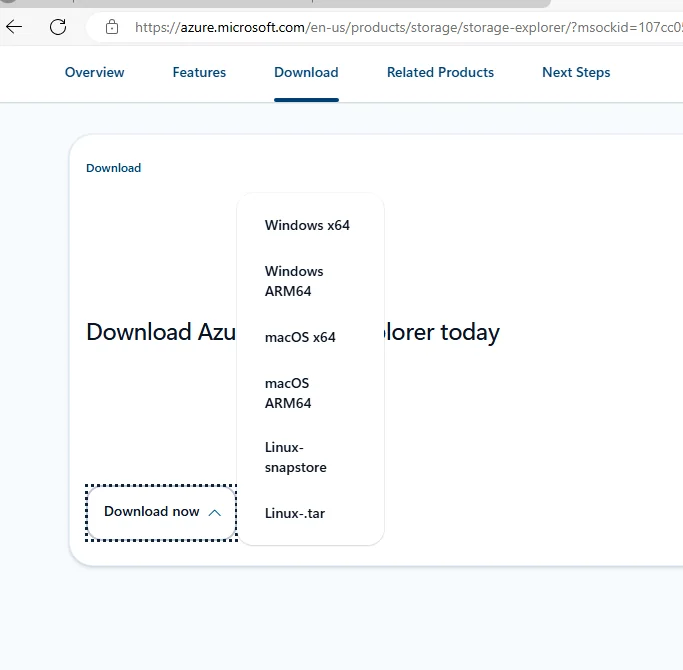 https://azure.microsoft.com/en-us/products/storage/storage-explorer/?msockid=107cc0
Overview Features Download Related Products Next Steps
Download
Windows x64
Windows
ARM64
Download Azu lorer today
macOS x64
macOS
ARM64
Linux-
snapstore
Download now
Linux-.tar